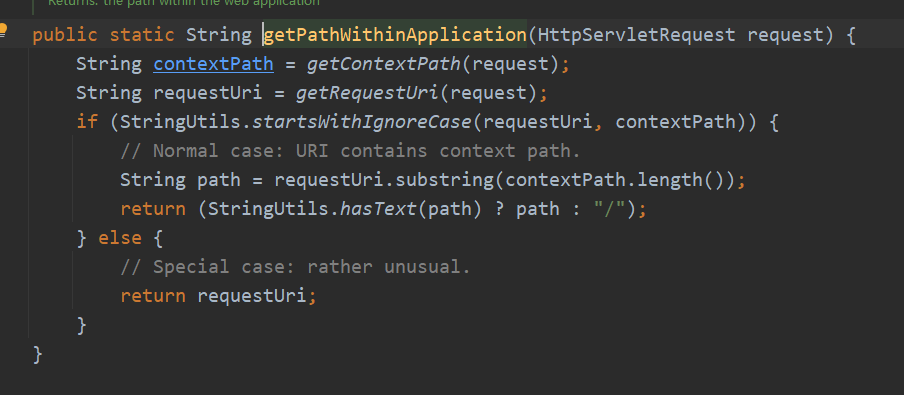 Returns: the path within the web application
public static String getPathWithinApplication(HttpServletRequest request) {
String contextPath = getContextPath(request);
String requestUri = getRequestUri(request);
if (StringUtils.startsWithIgnoreCase(requestUri, contextPath)) {
// Normal case: URI contains context path.
String path = requestUri.substring(contextPath.length());
return (StringUtils.hasText(path) ? path : "/");
} else {
// Special case: rather unusual.
return requestUri;
}
}